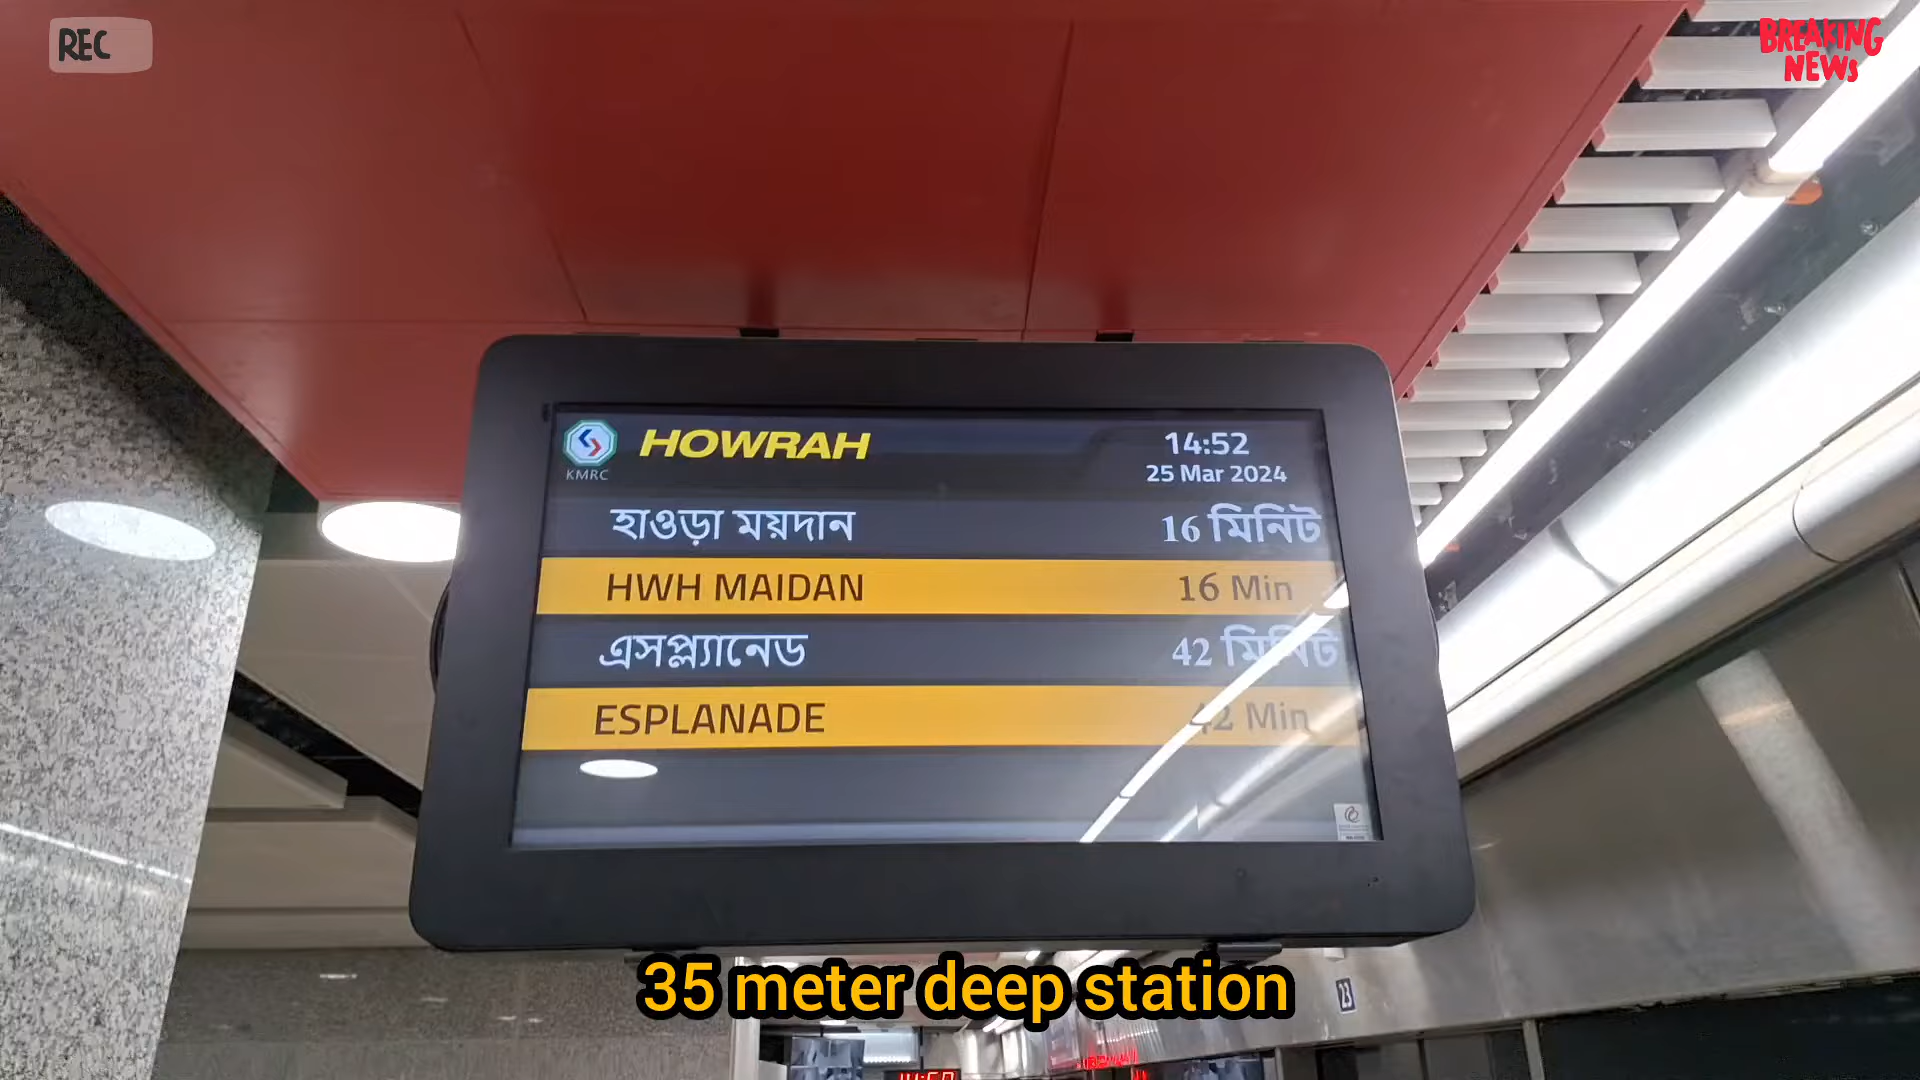 REC
BREAKING
NEWS
HOWRAH
14:52
KMRC
25 Mar 2024
হাওড়া ময়দান 16 মিনিট
HWH MAIDAN 16 Min
এসপ্ল্যানেড 42 মিনিট
ESPLANADE 42 Min
35 meter deep station
23